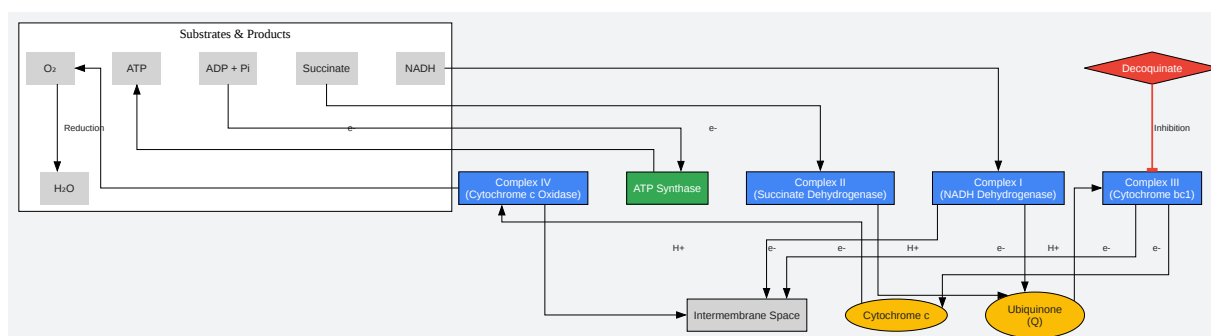 Substrates & Products
O₂
ATP
ADP + Pi
Succinate
NADH
Decoquinate
Reduction
e-
e-
Inhibition
H₂O
Complex IV
(Cytochrome c Oxidase)
ATP Synthase
Complex II
(Succinate Dehydrogenase)
Complex I
(NADH Dehydrogenase)
Complex III
(Cytochrome bc1)
H+
e-
e-
H+
e-
H+
e-
e-
Intermembrane Space
Cytochrome c
Ubiquinone
(Q)